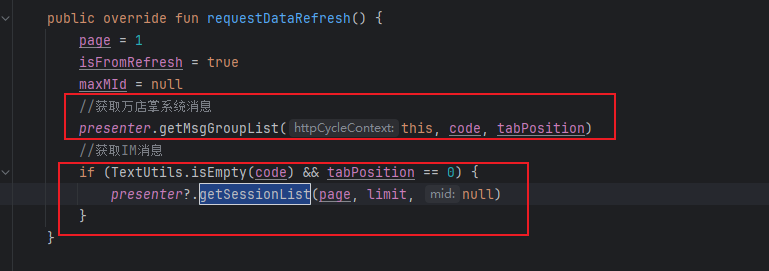 public override fun requestDataRefresh() {
page = 1
isFromRefresh = true
maxMId = null
//获取万店掌系统消息
presenter.getMsgGroupList( httpCycleContext: this, code, tabPosition)
//获取IM消息
if (TextUtils.isEmpty(code) && tabPosition == 0) {
presenter?.getSessionList(page, limit, mid: null)
}
}